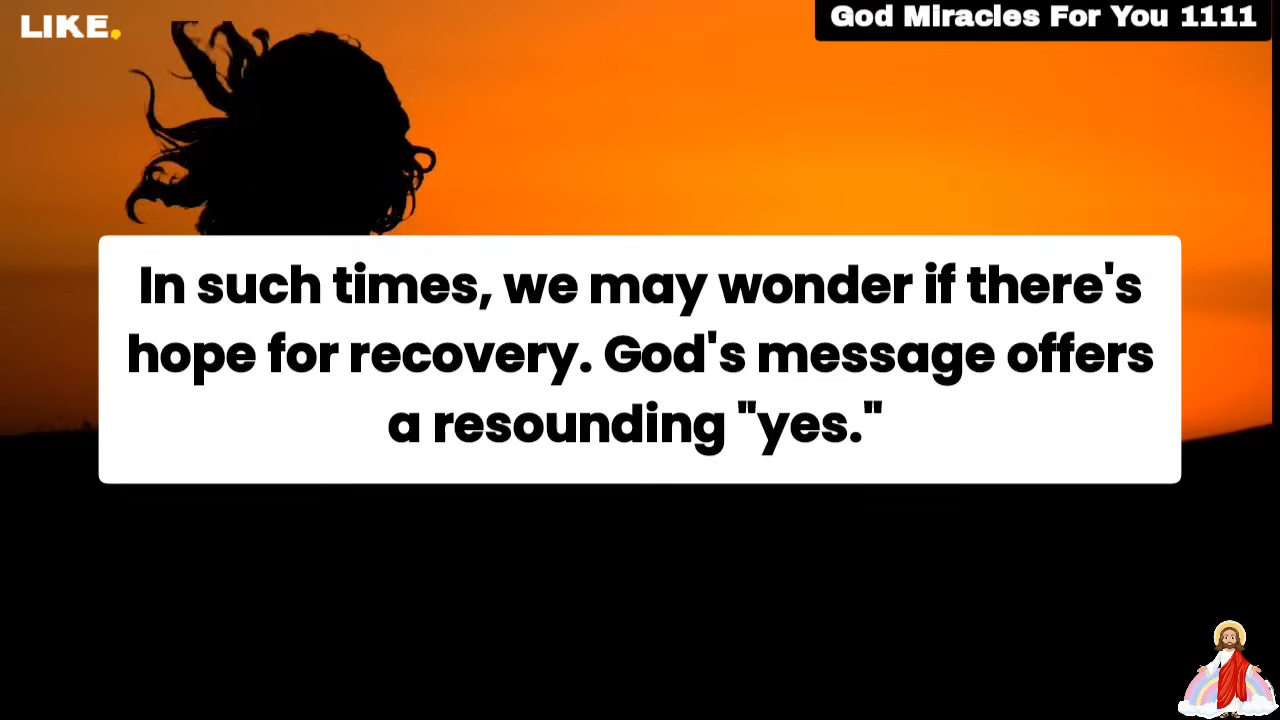 LIKE.
God Miracles For You 1111
In such times, we may wonder if there's
hope for recovery. God's message offers
a resounding "yes."